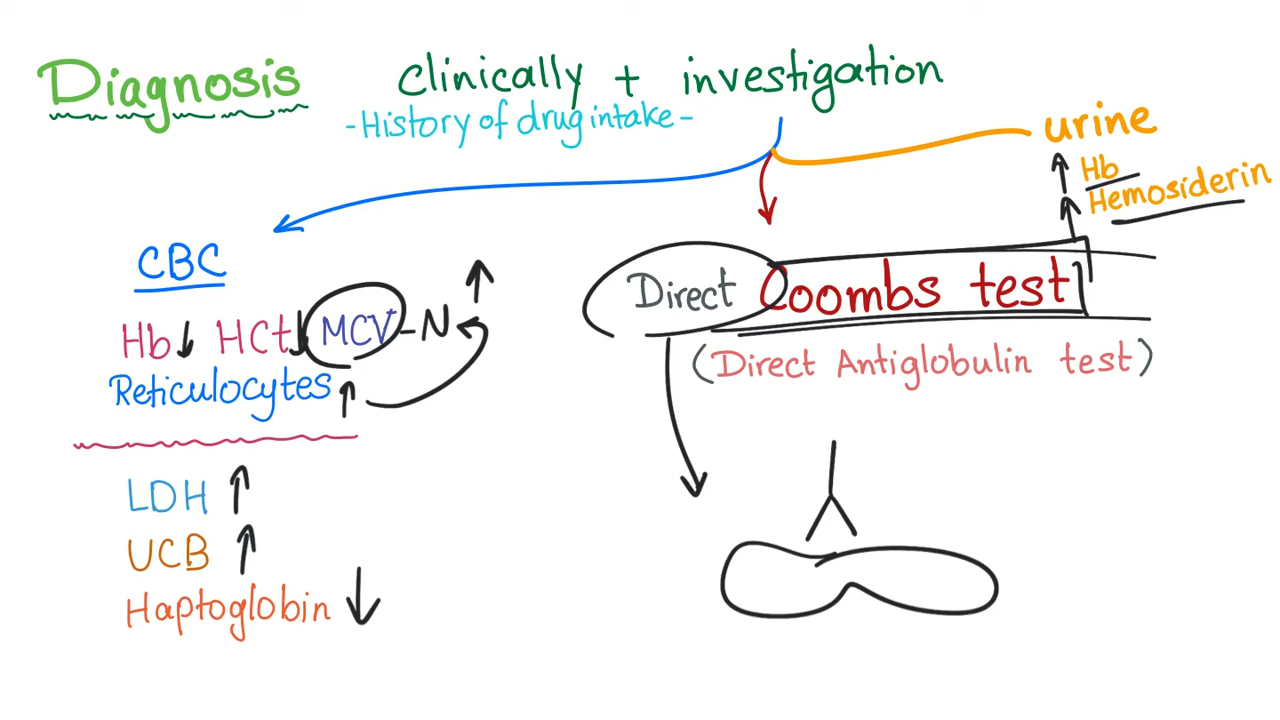 Diagnosis
Clinically + investigation
-History of drug intake-
urine
↑ Hb
↑ Hemosiderin
CBC
Hb↓ HCt↓ MCV-N ↑
Reticulocytes ↑
LDH ↑
UCB ↑
Haptoglobin ↓
Direct Coombs test
(Direct Antiglobulin test)